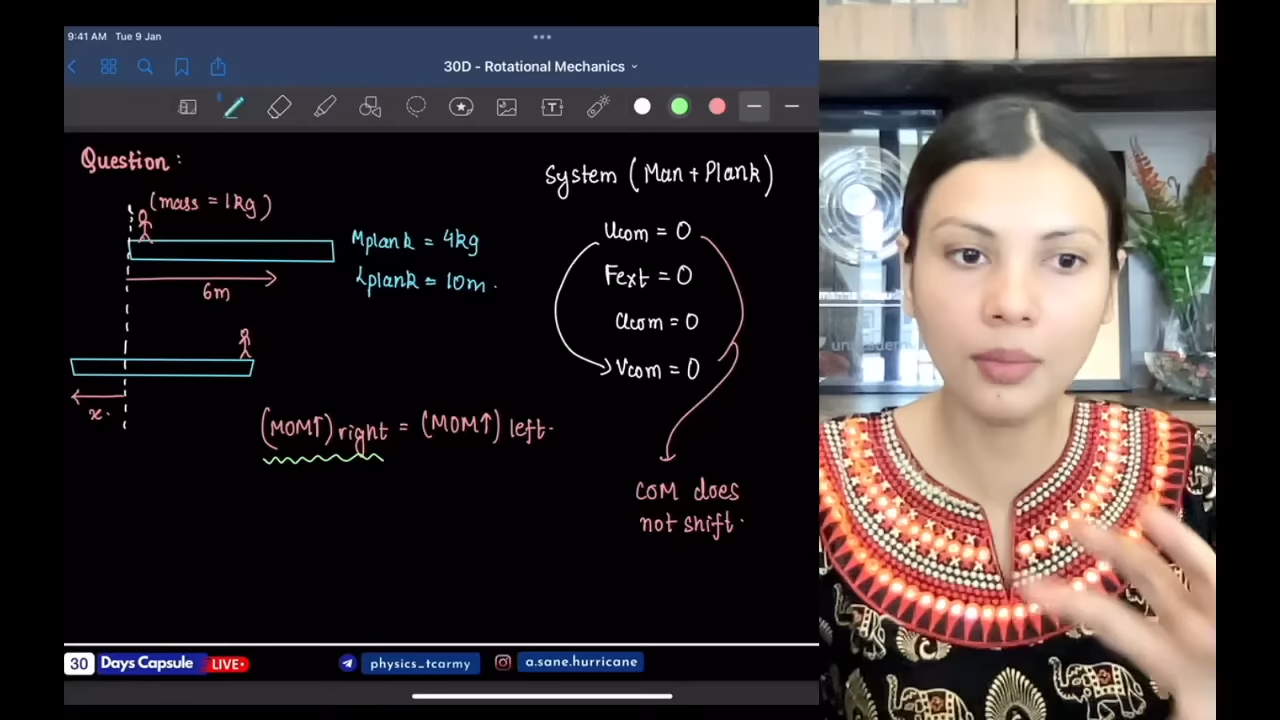 9:41 AM Tue 9 Jan
30D - Rotational Mechanics
Question :
(mass = 1kg)
Mplank = 4kg
Lplank = 10m.
6m
x.
System (Man + Plank)
Ucom = 0
Fext = 0
acom = 0
Vcom = 0
(MOM↑) right = (MOM↑) left.
COM does
not shift.
30 Days Capsule LIVE
physics_tcarmy
a.sane.hurricane